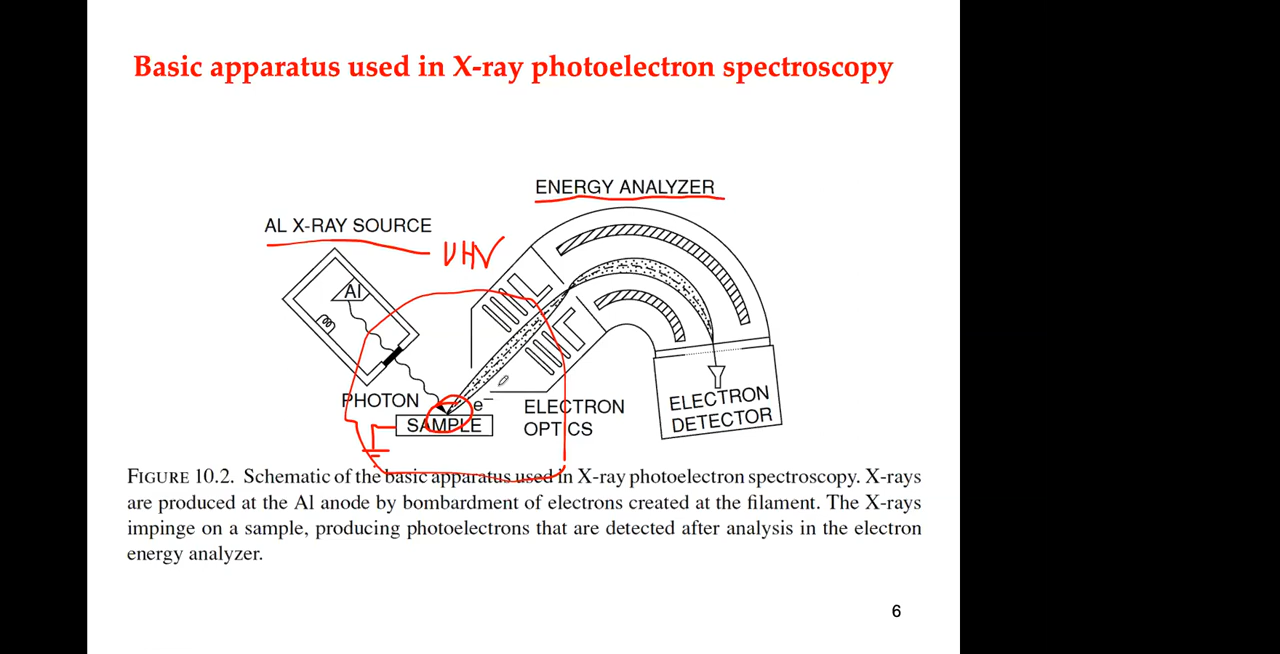 Basic apparatus used in X-ray photoelectron spectroscopy
ENERGY ANALYZER
AL X-RAY SOURCE
UHV
Al
PHOTON
e⁻
SAMPLE
ELECTRON
OPTICS
ELECTRON
DETECTOR
FIGURE 10.2. Schematic of the basic apparatus used in X-ray photoelectron spectroscopy. X-rays
are produced at the Al anode by bombardment of electrons created at the filament. The X-rays
impinge on a sample, producing photoelectrons that are detected after analysis in the electron
energy analyzer.
6